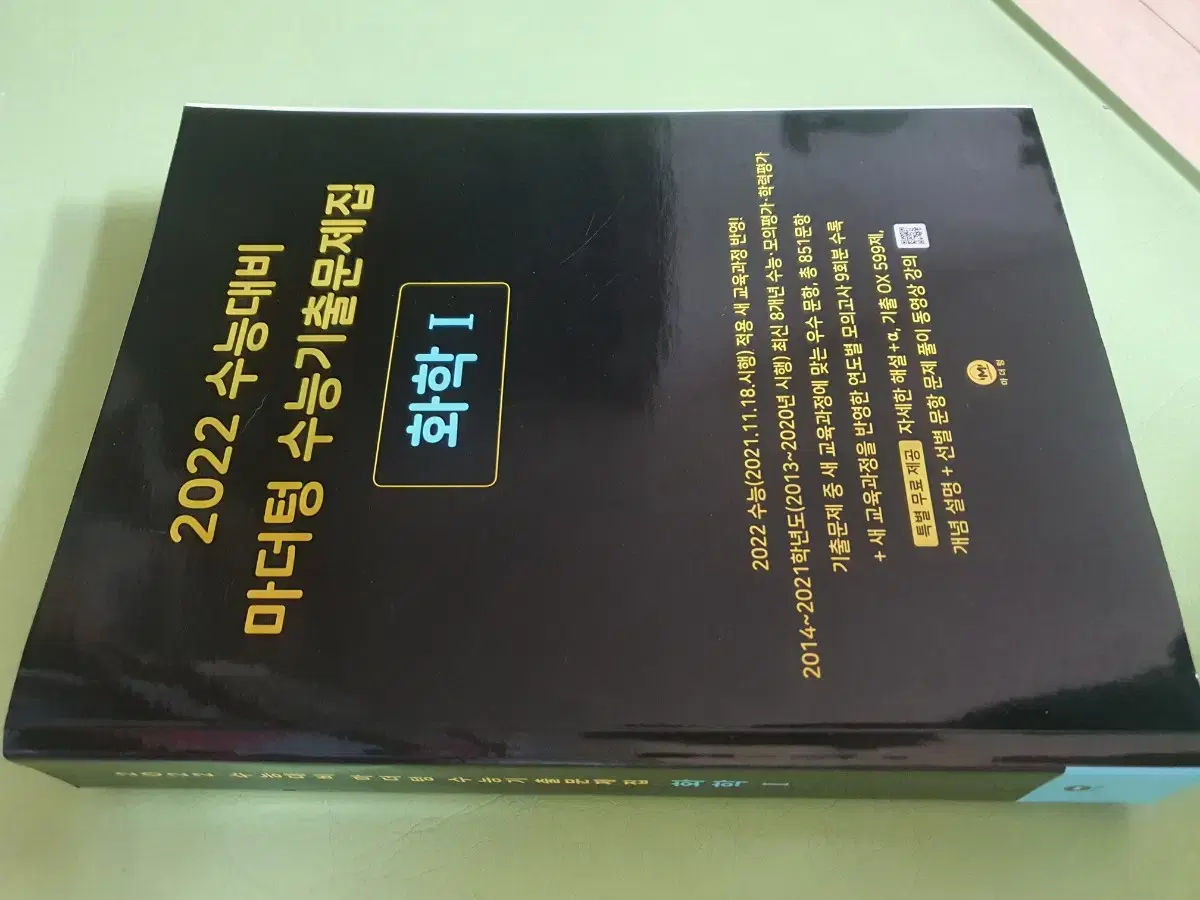 2022 수능대비
마더텅 수능기출문제집
화학 I
2022 수능(2021.11.18.시행) 적용 새 교육과정 반영!
2014~2021학년도(2013~2020년 시행) 최신 8개년 수능·모의평가·학력평가
기출문제 중 새 교육과정에 맞는 우수 문항, 총 851문항
+ 새 교육과정을 반영한 연도별 모의고사 9회분 수록
특별 무료 제공 자세한 해설+α, 기출 OX 599제,
개념 설명 + 선별 문항 문제 풀이 동영상 강의
마더텅
2022 수능대비 마더텅 수능기출문제집 화학 I